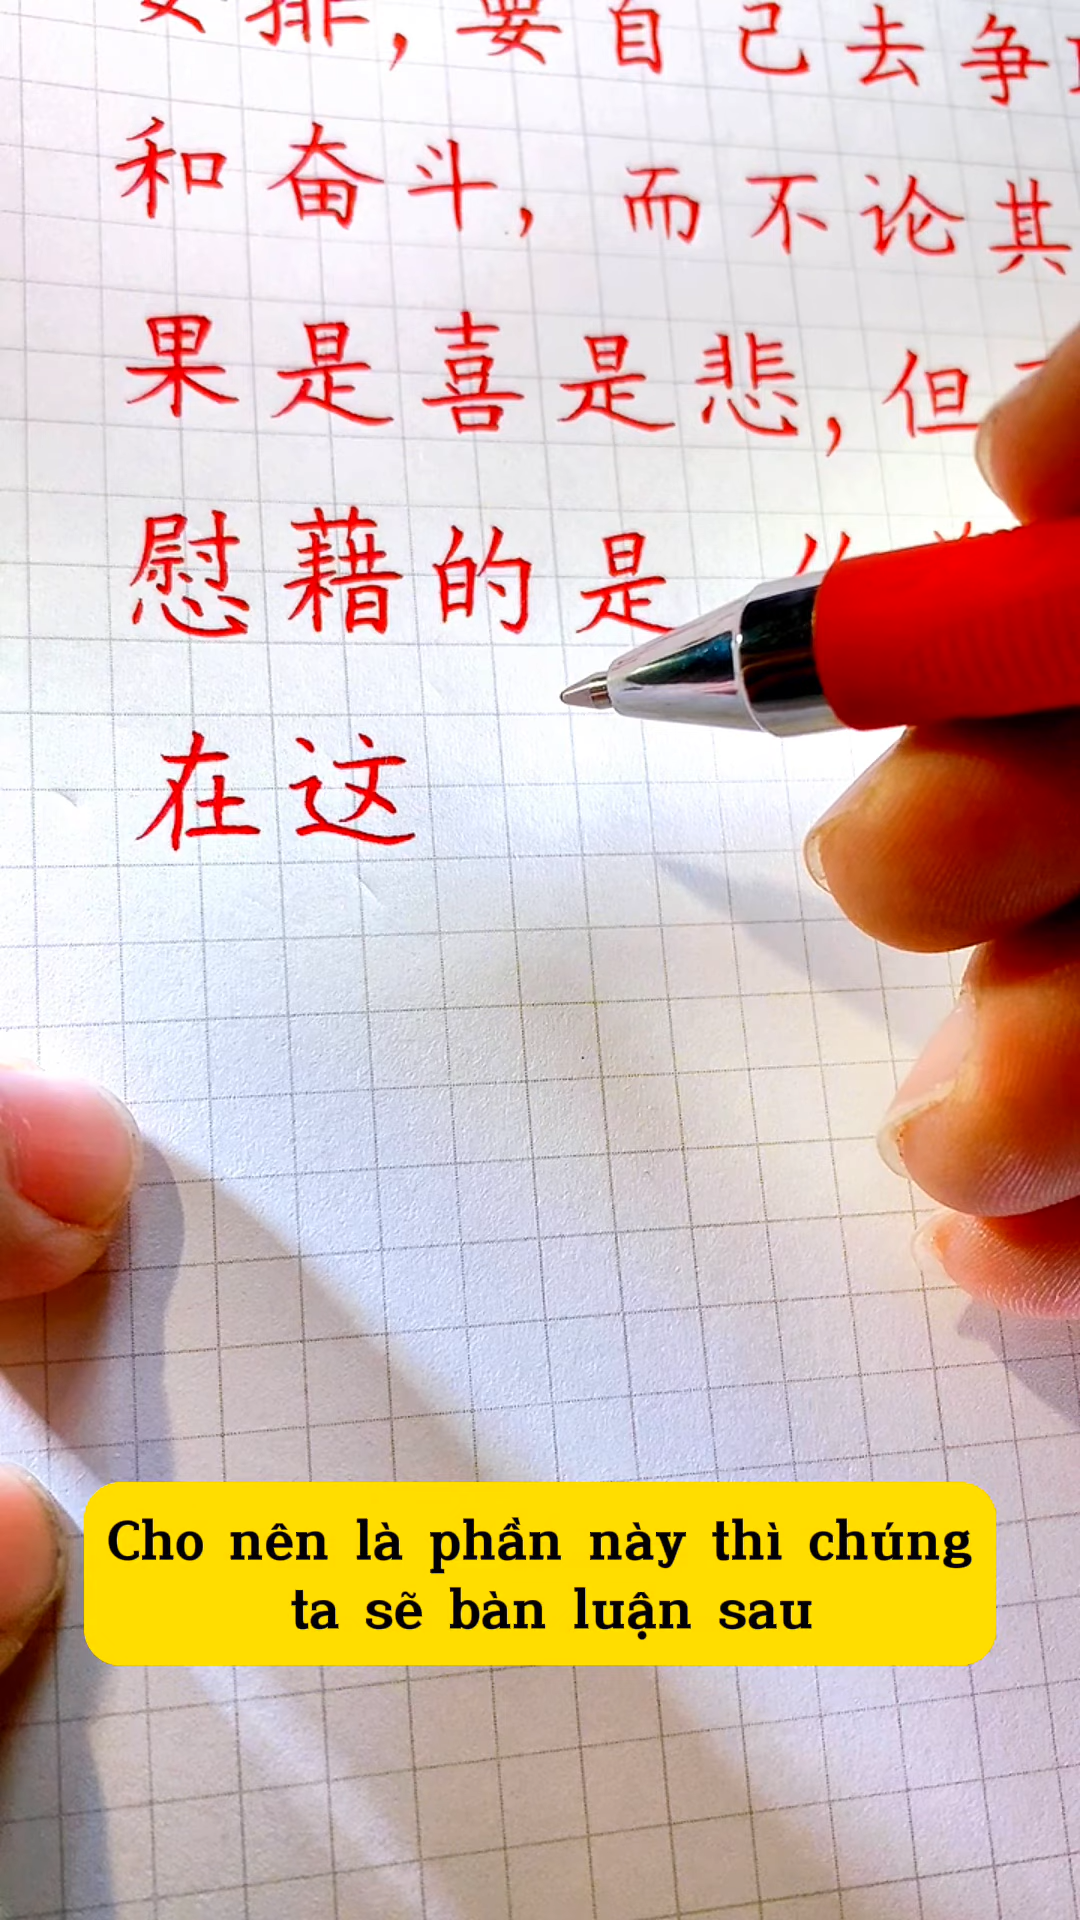 排，要自己去争
和奋斗，而不论其
果是喜是悲，但
慰藉的是
在这
Cho nên là phần này thì chúng
ta sẽ bàn luận sau